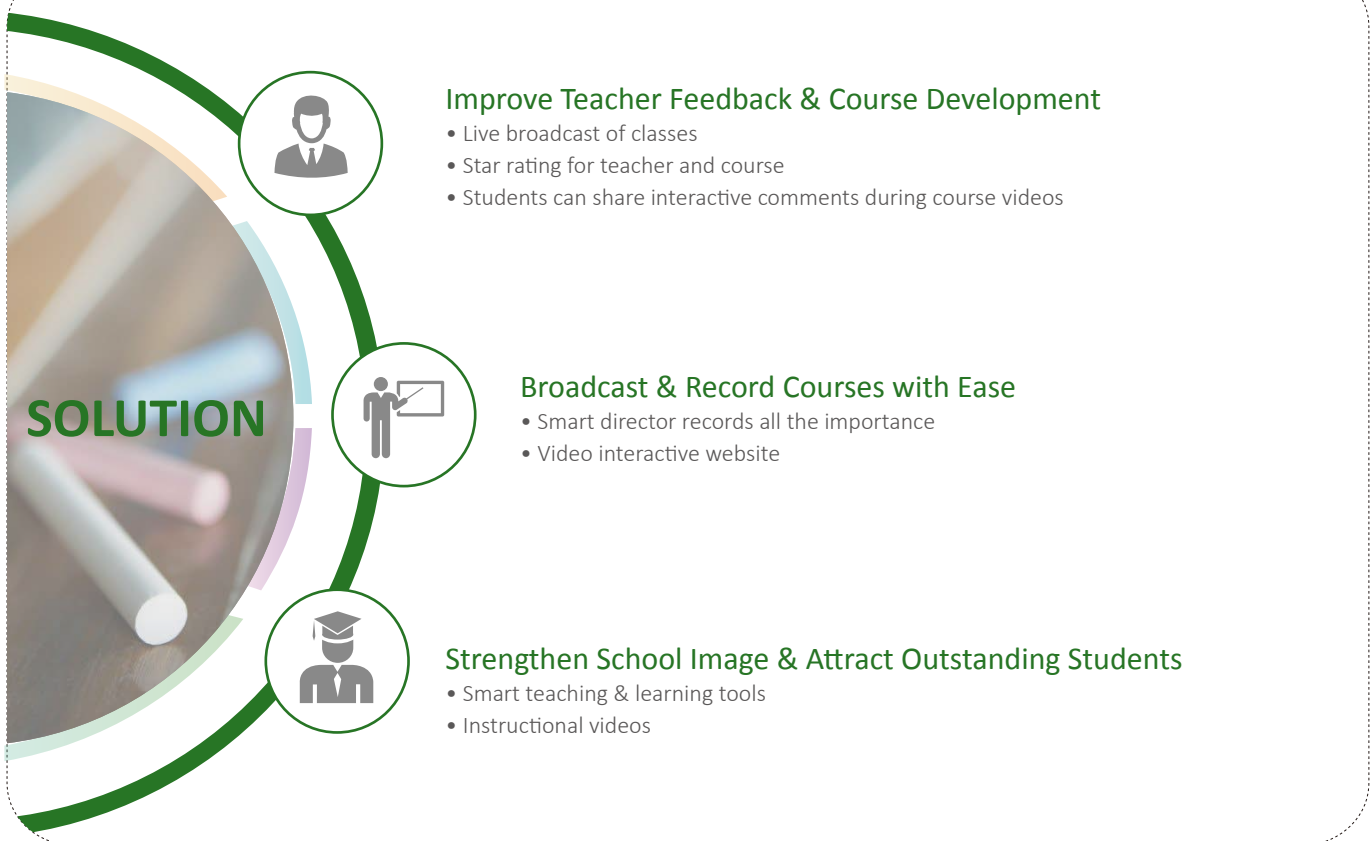 SOLUTION
Improve Teacher Feedback & Course Development
• Live broadcast of classes
• Star rating for teacher and course
• Students can share interactive comments during course videos
Broadcast & Record Courses with Ease
• Smart director records all the importance
• Video interactive website
Strengthen School Image & Attract Outstanding Students
• Smart teaching & learning tools
• Instructional videos